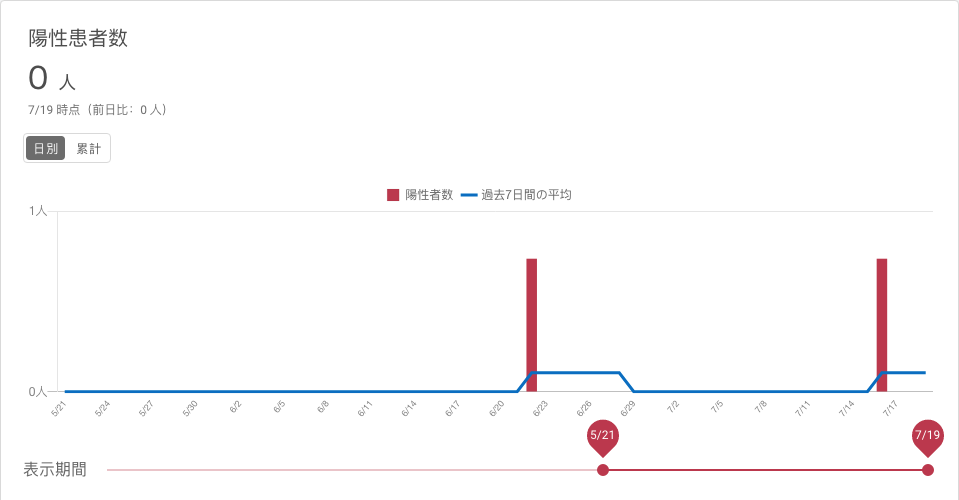 陽性患者数
0 人
7/19 時点（前日比：0 人）
日別 累計
陽性者数 過去7日間の平均
1人
0人
5/21 5/24 5/27 5/30 6/2 6/5 6/8 6/11 6/14 6/17 6/20 6/23 6/26 6/29 7/2 7/5 7/8 7/11 7/14 7/17
5/21 7/19
表示期間